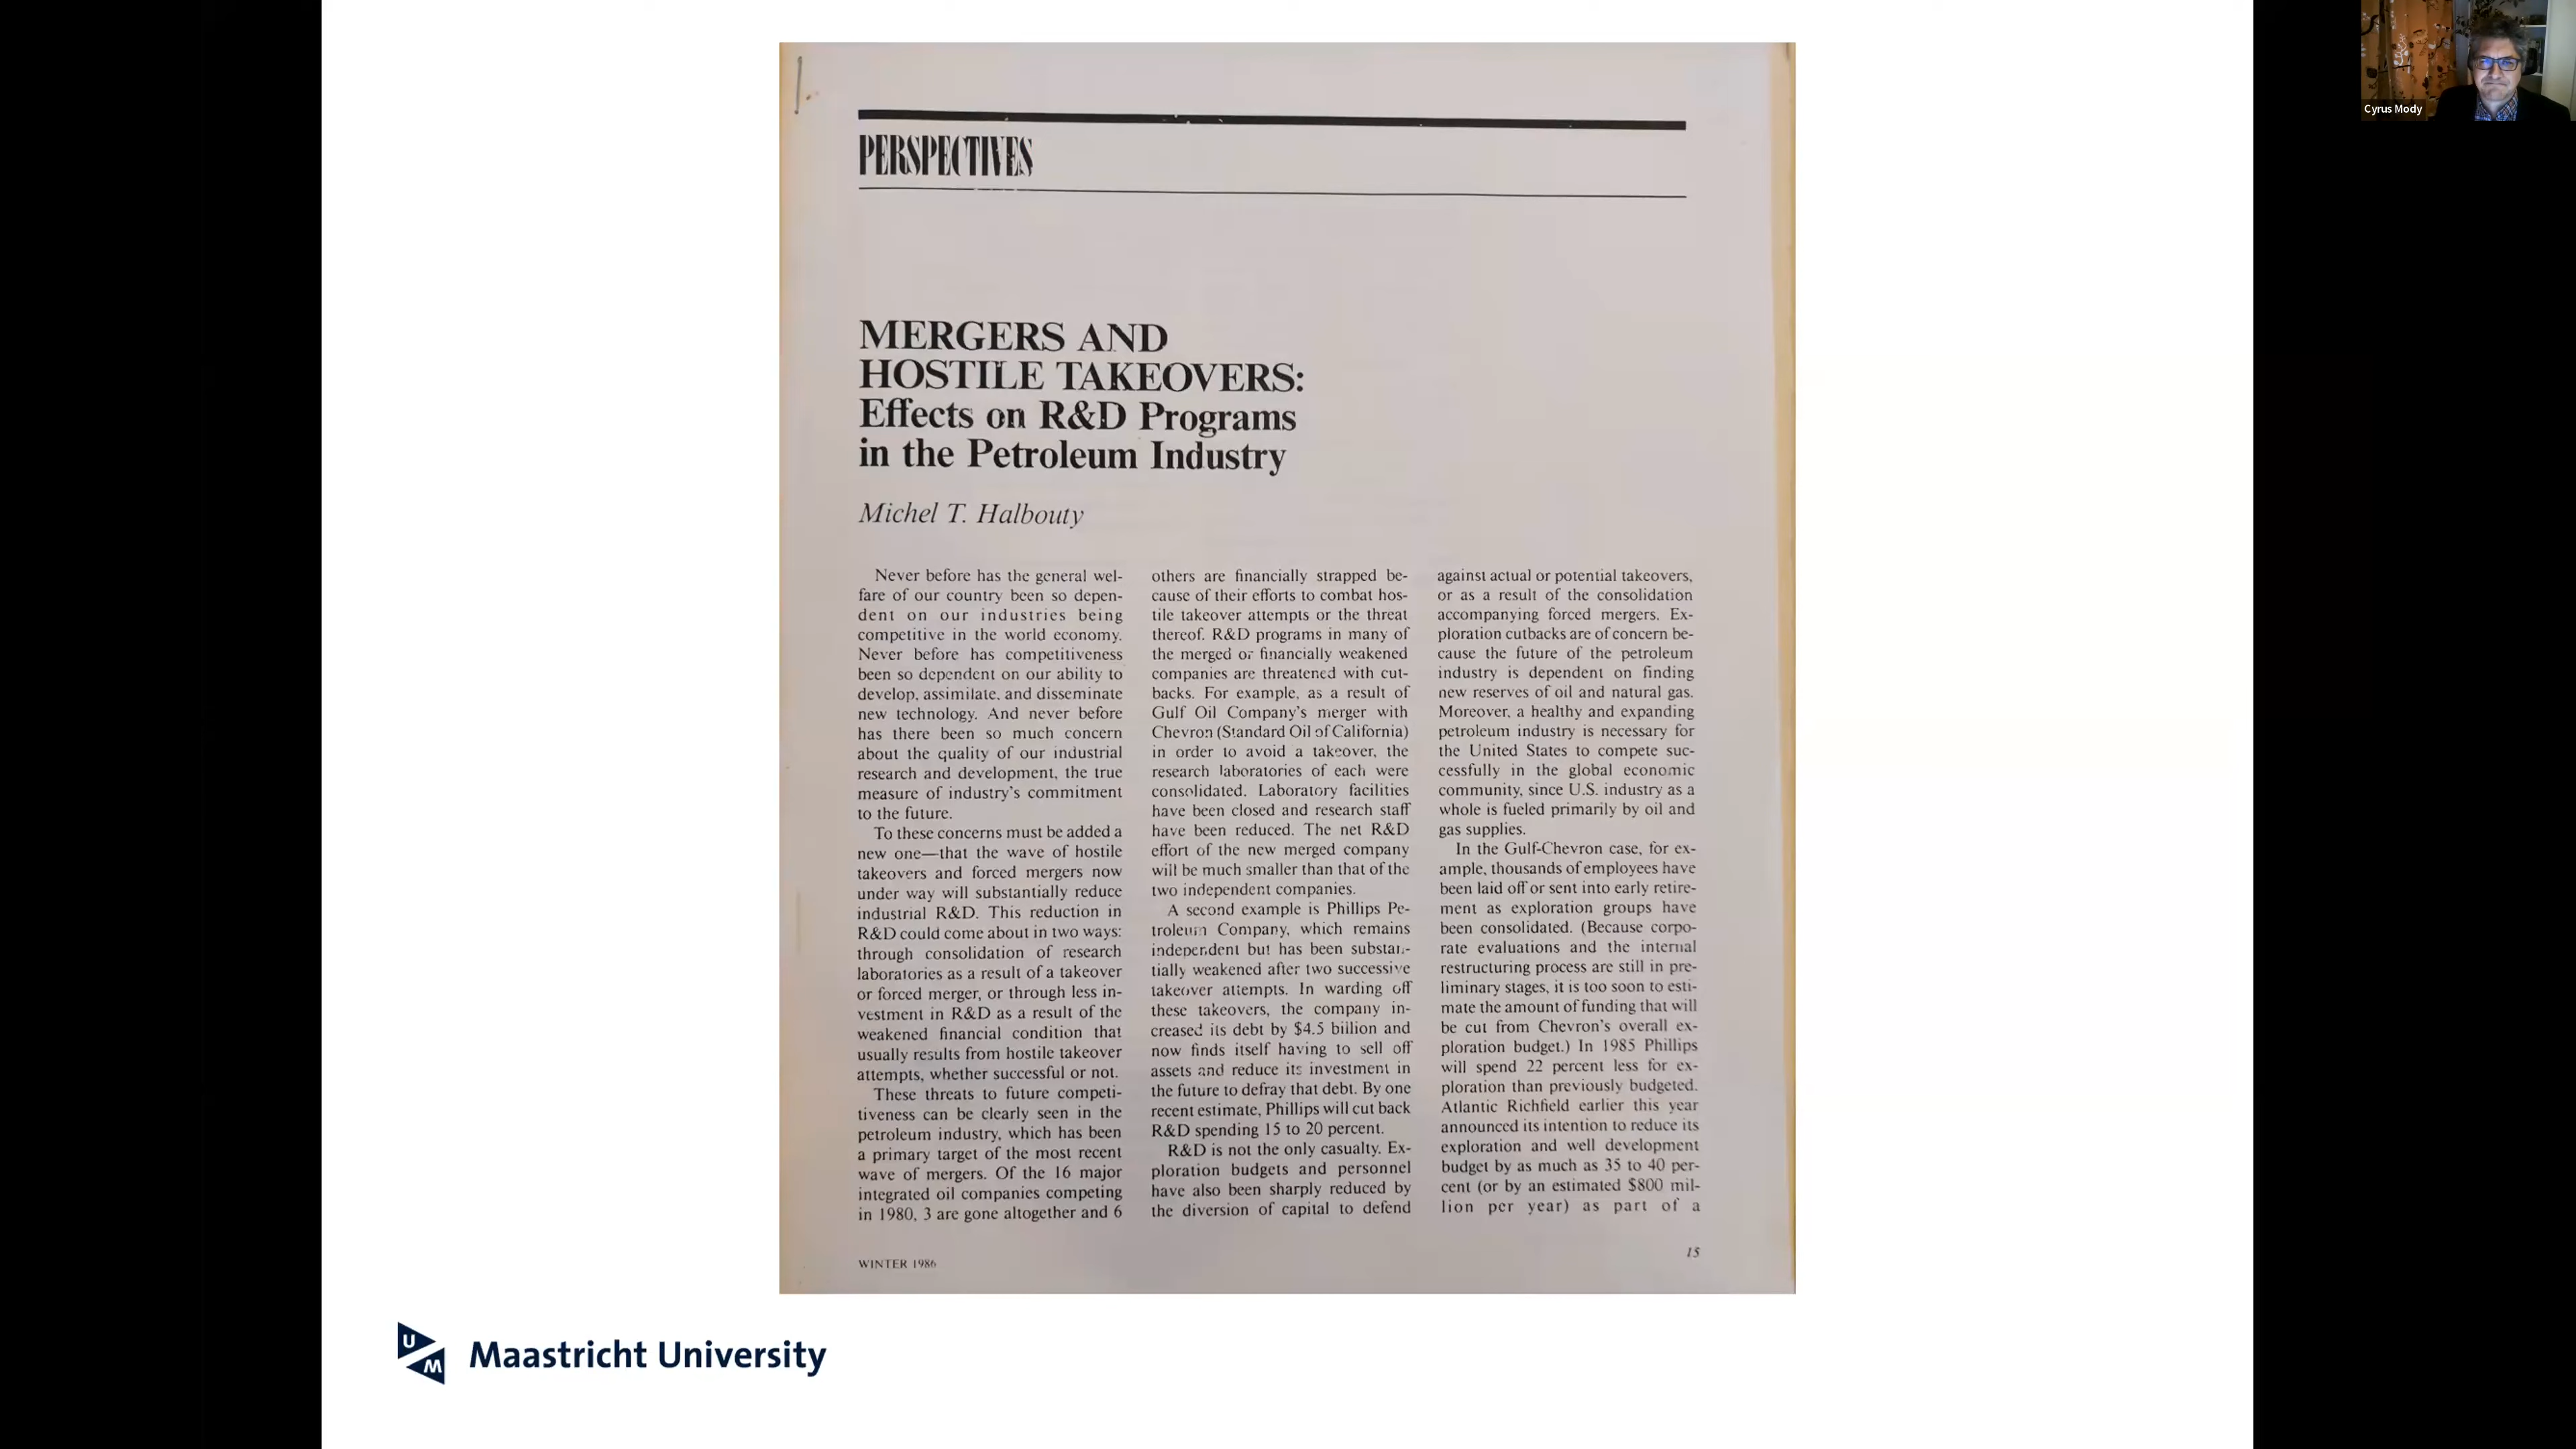 PERSPECTIVES
MERGERS AND
HOSTILE TAKEOVERS:
Effects on R&D Programs
in the Petroleum Industry
Michel T. Halbouty
Never before has the general wel-
fare of our country been so depen-
dent on our industries being
competitive in the world economy.
Never before has competitiveness
been so dependent on our ability to
develop, assimilate, and disseminate
new technology. And never before
has there been so much concern
about the quality of our industrial
research and development, the true
measure of industry's commitment
to the future.
To these concerns must be added a
new one—that the wave of hostile
takeovers and forced mergers now
under way will substantially reduce
industrial R&D. This reduction in
R&D could come about in two ways:
through consolidation of research
laboratories as a result of a takeover
or forced merger, or through less in-
vestment in R&D as a result of the
weakened financial condition that
usually results from hostile takeover
attempts, whether successful or not.
These threats to future competi-
tiveness can be clearly seen in the
petroleum industry, which has been
a primary target of the most recent
wave of mergers. Of the 16 major
integrated oil companies competing
in 1980, 3 are gone altogether and 6
others are financially strapped be-
cause of their efforts to combat hos-
tile takeover attempts or the threat
thereof. R&D programs in many of
the merged or financially weakened
companies are threatened with cut-
backs. For example, as a result of
Gulf Oil Company's merger with
Chevron (Standard Oil of California)
in order to avoid a takeover, the
research laboratories of each were
consolidated. Laboratory facilities
have been closed and research staff
have been reduced. The net R&D
effort of the new merged company
will be much smaller than that of the
two independent companies.
A second example is Phillips Pe-
troleum Company, which remains
independent but has been substan-
tially weakened after two successive
takeover attempts. In warding off
these takeovers, the company in-
creased its debt by $4.5 billion and
now finds itself having to sell off
assets and reduce its investment in
the future to defray that debt. By one
recent estimate, Phillips will cut back
R&D spending 15 to 20 percent.
R&D is not the only casualty. Ex-
ploration budgets and personnel
have also been sharply reduced by
the diversion of capital to defend
against actual or potential takeovers,
or as a result of the consolidation
accompanying forced mergers. Ex-
ploration cutbacks are of concern be-
cause the future of the petroleum
industry is dependent on finding
new reserves of oil and natural gas.
Moreover, a healthy and expanding
petroleum industry is necessary for
the United States to compete suc-
cessfully in the global economic
community, since U.S. industry as a
whole is fueled primarily by oil and
gas supplies.
In the Gulf-Chevron case, for ex-
ample, thousands of employees have
been laid off or sent into early retire-
ment as exploration groups have
been consolidated. (Because corpo-
rate evaluations and the internal
restructuring process are still in pre-
liminary stages, it is too soon to esti-
mate the amount of funding that will
be cut from Chevron's overall ex-
ploration budget.) In 1985 Phillips
will spend 22 percent less for ex-
ploration than previously budgeted.
Atlantic Richfield earlier this year
announced its intention to reduce its
exploration and well development
budget by as much as 35 to 40 per-
cent (or by an estimated $800 mil-
lion per year) as part of a
WINTER 1986
15
UM
Maastricht University
Cyrus Mody